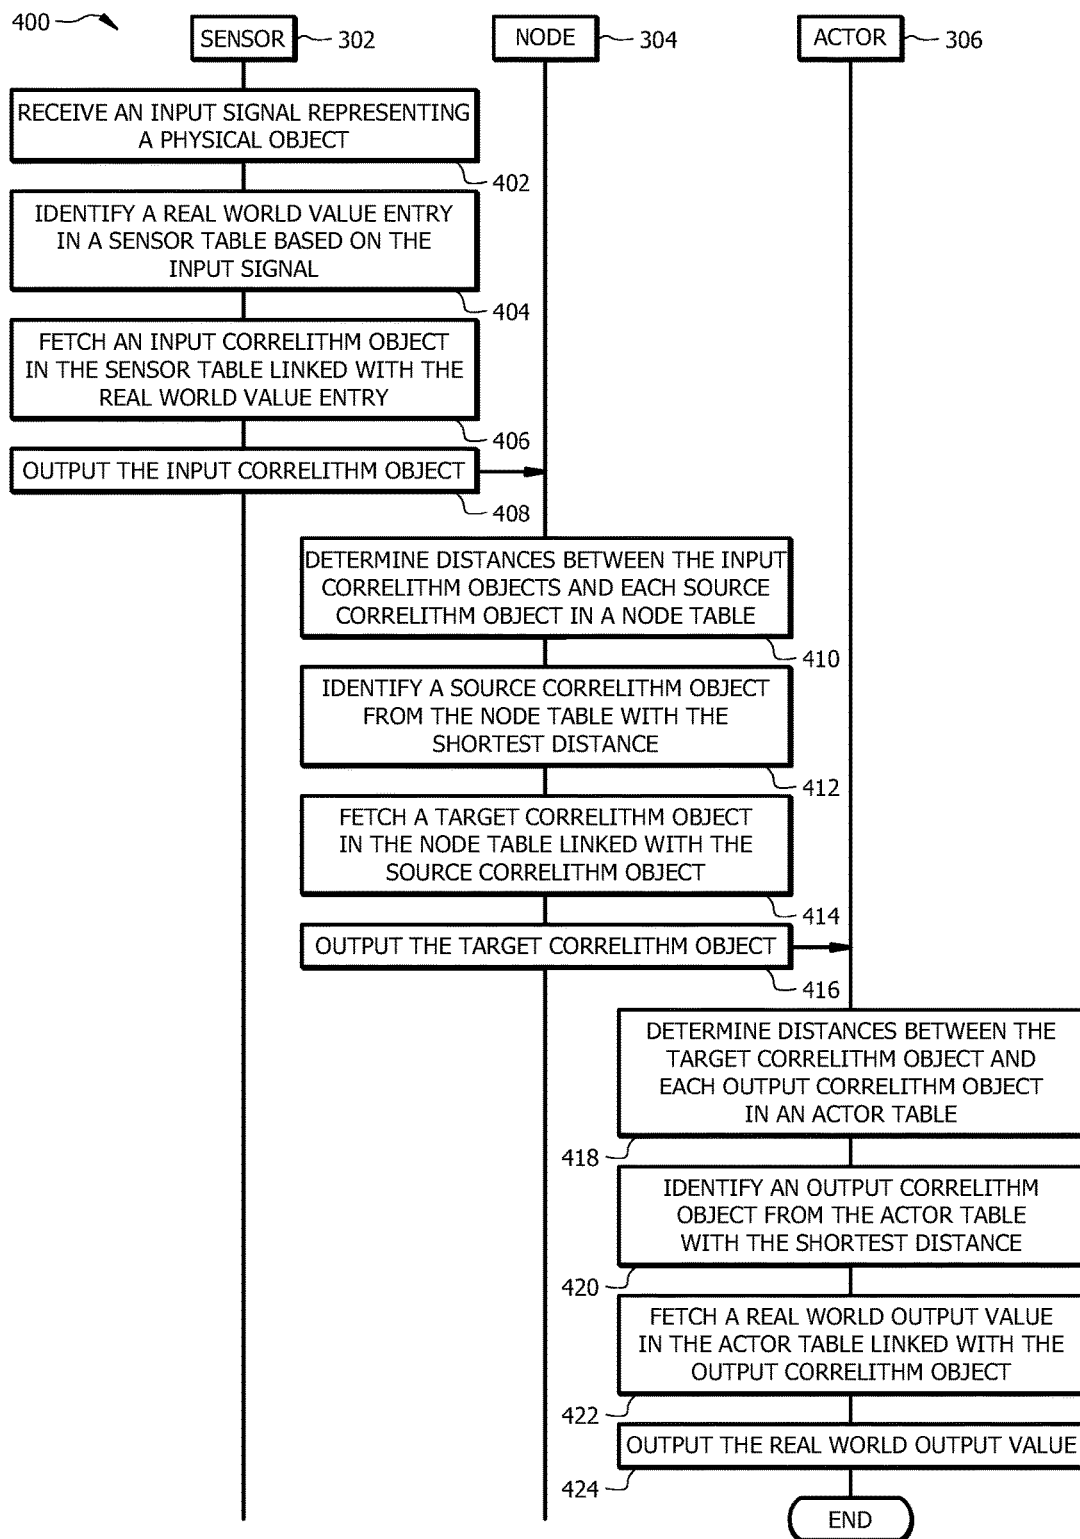 400
SENSOR 302
NODE 304
ACTOR 306
RECEIVE AN INPUT SIGNAL REPRESENTING
A PHYSICAL OBJECT
402
IDENTIFY A REAL WORLD VALUE ENTRY
IN A SENSOR TABLE BASED ON THE
INPUT SIGNAL
404
FETCH AN INPUT CORRELITHM OBJECT
IN THE SENSOR TABLE LINKED WITH THE
REAL WORLD VALUE ENTRY
406
OUTPUT THE INPUT CORRELITHM OBJECT
408
DETERMINE DISTANCES BETWEEN THE INPUT
CORRELITHM OBJECTS AND EACH SOURCE
CORRELITHM OBJECT IN A NODE TABLE
410
IDENTIFY A SOURCE CORRELITHM OBJECT
FROM THE NODE TABLE WITH THE
SHORTEST DISTANCE
412
FETCH A TARGET CORRELITHM OBJECT
IN THE NODE TABLE LINKED WITH THE
SOURCE CORRELITHM OBJECT
414
OUTPUT THE TARGET CORRELITHM OBJECT
416
DETERMINE DISTANCES BETWEEN THE
TARGET CORRELITHM OBJECT AND
EACH OUTPUT CORRELITHM OBJECT
IN AN ACTOR TABLE
418
IDENTIFY AN OUTPUT CORRELITHM
OBJECT FROM THE ACTOR TABLE
WITH THE SHORTEST DISTANCE
420
FETCH A REAL WORLD OUTPUT VALUE
IN THE ACTOR TABLE LINKED WITH THE
OUTPUT CORRELITHM OBJECT
422
OUTPUT THE REAL WORLD OUTPUT VALUE
424
END